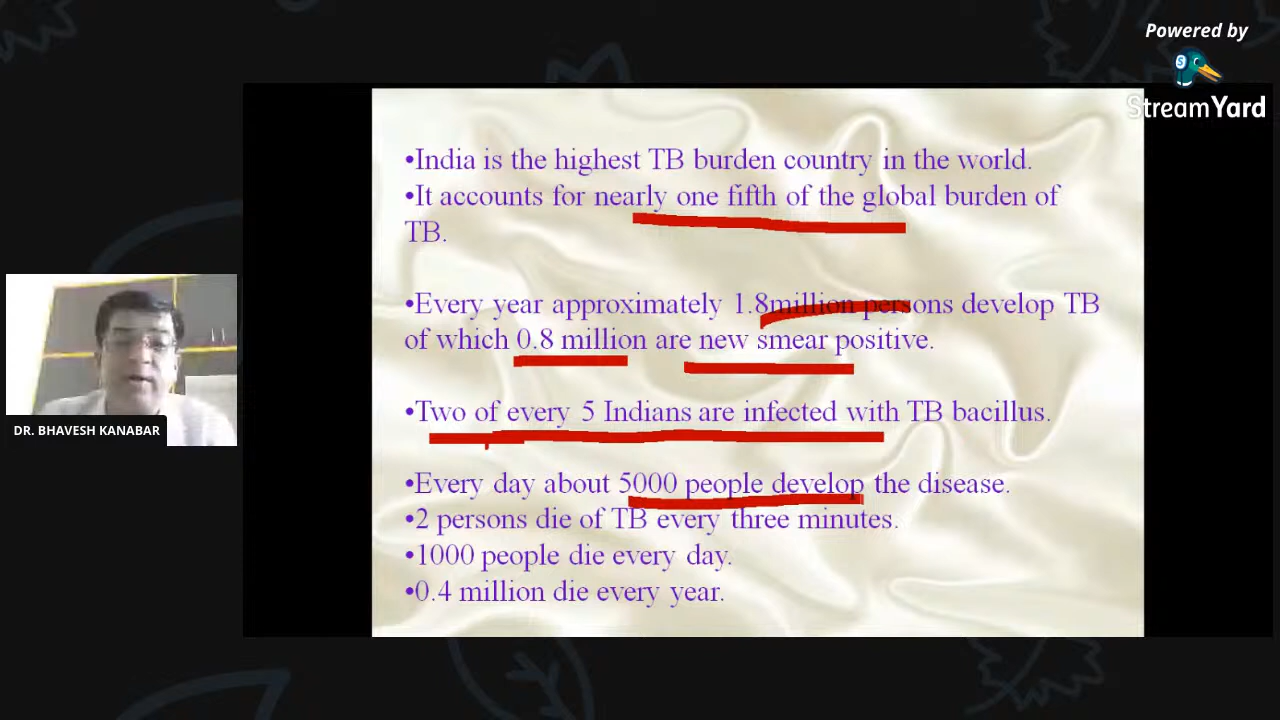 Powered by
StreamYard
•India is the highest TB burden country in the world.
•It accounts for nearly one fifth of the global burden of
TB.
•Every year approximately 1.8million persons develop TB
of which 0.8 million are new smear positive.
•Two of every 5 Indians are infected with TB bacillus.
•Every day about 5000 people develop the disease.
•2 persons die of TB every three minutes.
•1000 people die every day.
•0.4 million die every year.
DR. BHAVESH KANABAR